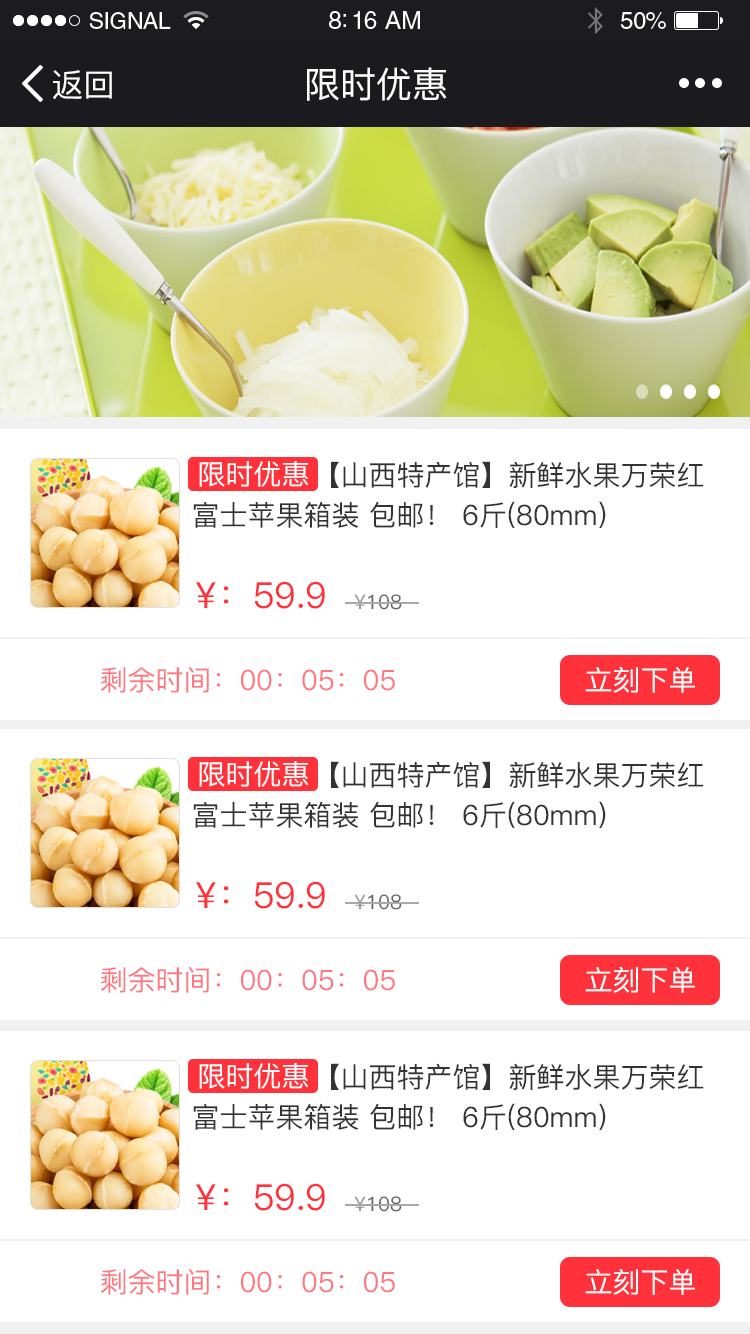 SIGNAL 8:16 AM 50%
返回 限时优惠
限时优惠【山西特产馆】新鲜水果万荣红
富士苹果箱装 包邮！ 6斤(80mm)
¥：59.9 ¥108
剩余时间：00：05：05 立刻下单
限时优惠【山西特产馆】新鲜水果万荣红
富士苹果箱装 包邮！ 6斤(80mm)
¥：59.9 ¥108
剩余时间：00：05：05 立刻下单
限时优惠【山西特产馆】新鲜水果万荣红
富士苹果箱装 包邮！ 6斤(80mm)
¥：59.9 ¥108
剩余时间：00：05：05 立刻下单